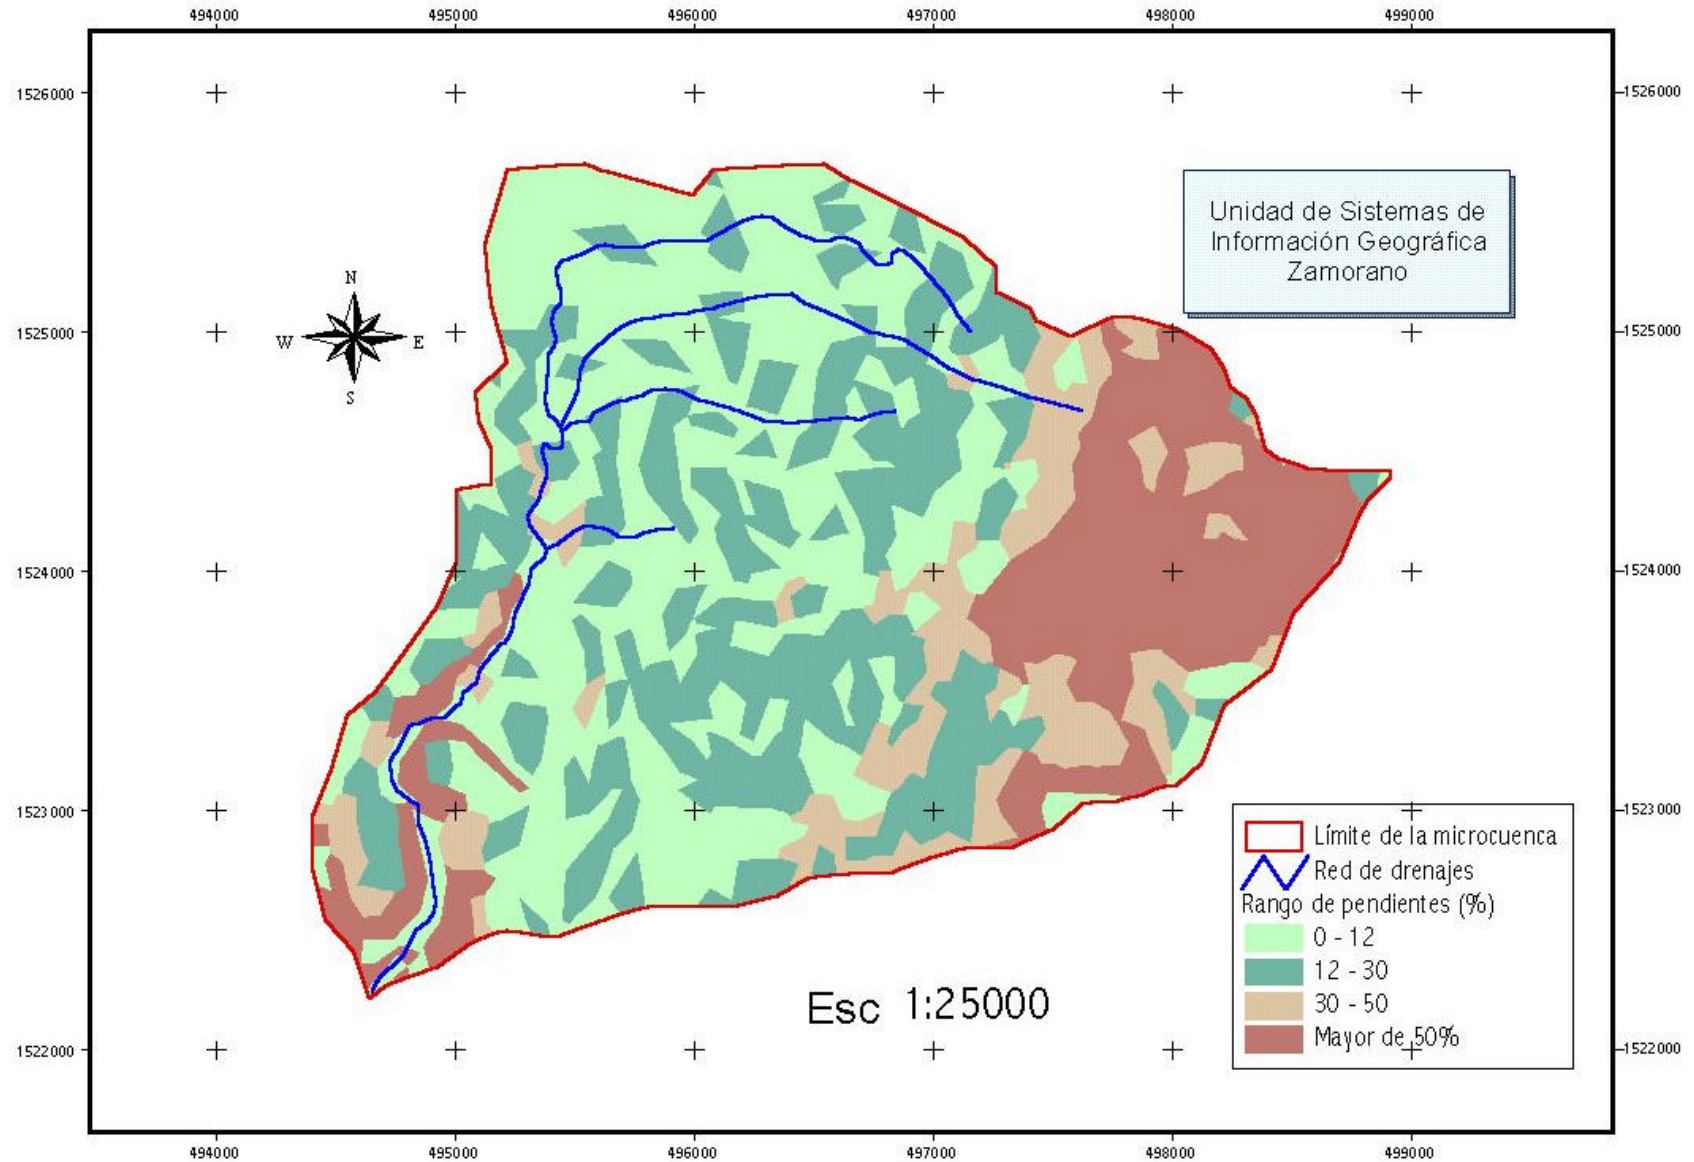 494000 495000 496000 497000 498000 499000
1526000 1526000
Unidad de Sistemas de
Información Geográfica
Zamorano
N
W E
S
1525000 1525000
1524000 1524000
1523000 1523000
Límite de la microcuenca
Red de drenajes
Rango de pendientes (%)
0 - 12
12 - 30
30 - 50
Mayor de 50%
Esc 1:25000
1522000 1522000
494000 495000 496000 497000 498000 499000